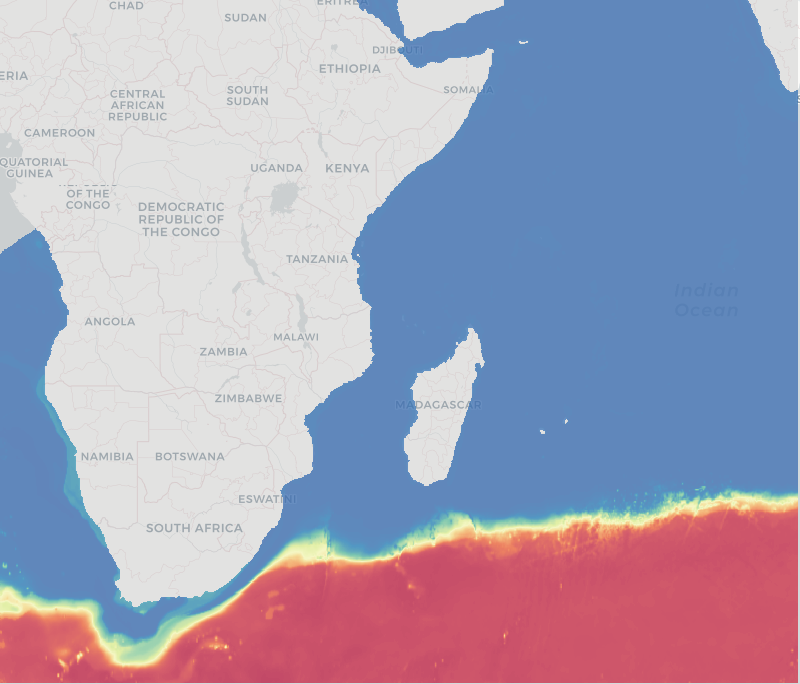 CHAD
ERITRE
SUDAN
DJIBOUTI
ERIA
ETHIOPIA
SOMALIA
CENTRAL
AFRICAN
REPUBLIC
SOUTH
SUDAN
CAMEROON
QUATORIAL
GUINEA
UGANDA
KENYA
OF THE
CONGO
DEMOCRATIC
REPUBLIC OF
THE CONGO
TANZANIA
Indian
Ocean
ANGOLA
MALAWI
ZAMBIA
ZIMBABWE
MADAGASCAR
NAMIBIA
BOTSWANA
ESWATINI
SOUTH AFRICA